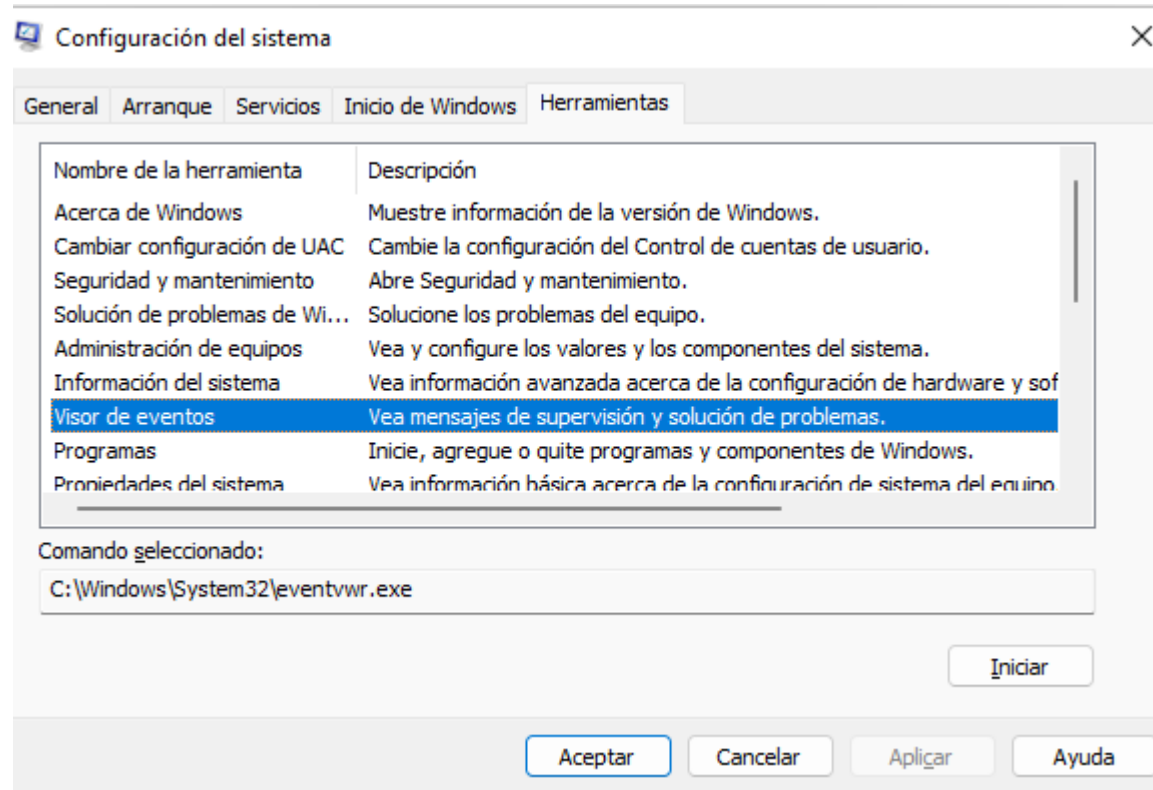 Configuración del sistema
General Arranque Servicios Inicio de Windows Herramientas
Nombre de la herramienta Descripción
Acerca de Windows Muestre información de la versión de Windows.
Cambiar configuración de UAC Cambie la configuración del Control de cuentas de usuario.
Seguridad y mantenimiento Abre Seguridad y mantenimiento.
Solución de problemas de Wi... Solucione los problemas del equipo.
Administración de equipos Vea y configure los valores y los componentes del sistema.
Información del sistema Vea información avanzada acerca de la configuración de hardware y sof
Visor de eventos Vea mensajes de supervisión y solución de problemas.
Programas Inicie, agregue o quite programas y componentes de Windows.
Propiedades del sistema Vea información básica acerca de la configuración de sistema del equipo.
Comando seleccionado:
C:\Windows\System32\eventvwr.exe
Iniciar
Aceptar Cancelar Aplicar Ayuda